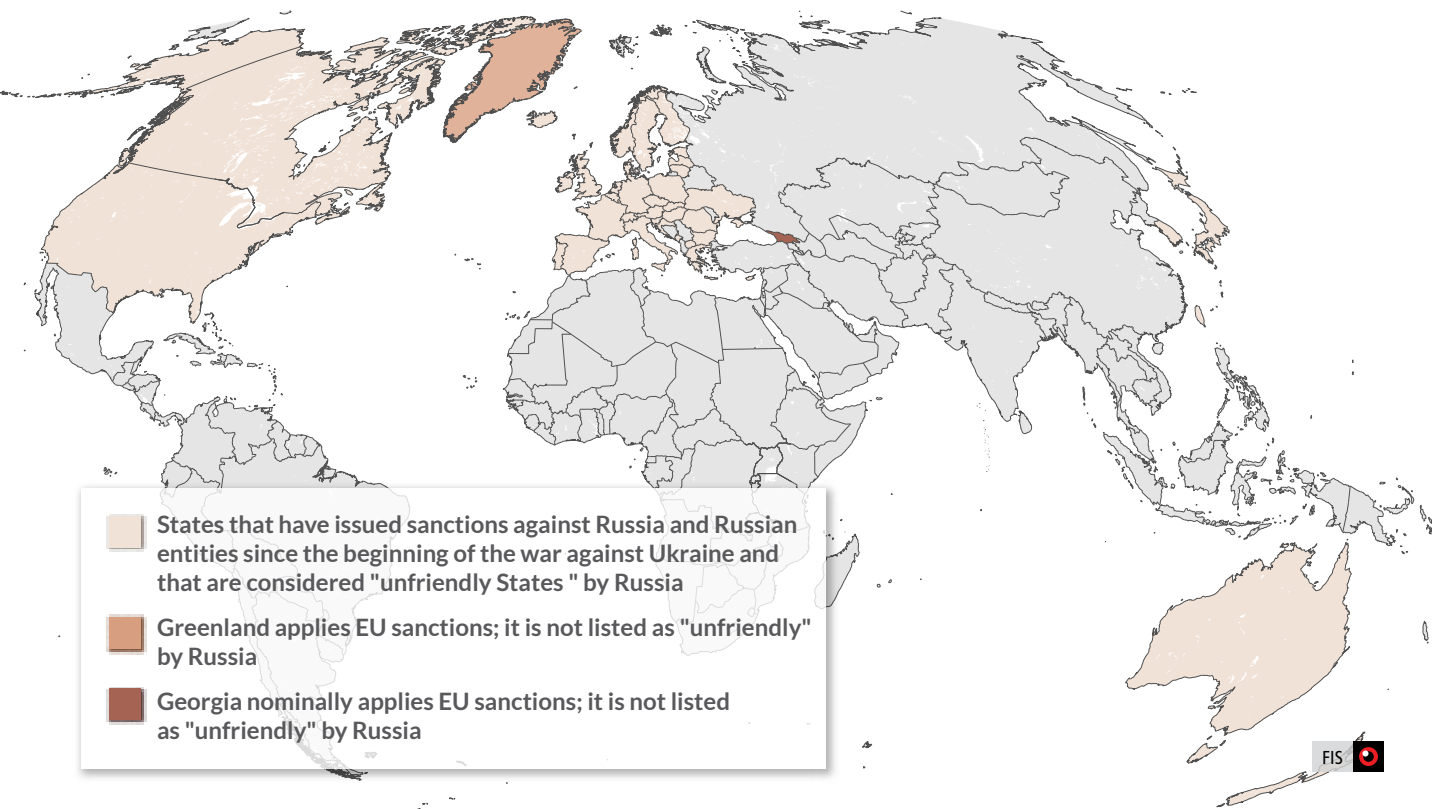 States that have issued sanctions against Russia and Russian
entities since the beginning of the war against Ukraine and
that are considered "unfriendly States " by Russia
Greenland applies EU sanctions; it is not listed as "unfriendly"
by Russia
Georgia nominally applies EU sanctions; it is not listed
as "unfriendly" by Russia
FIS